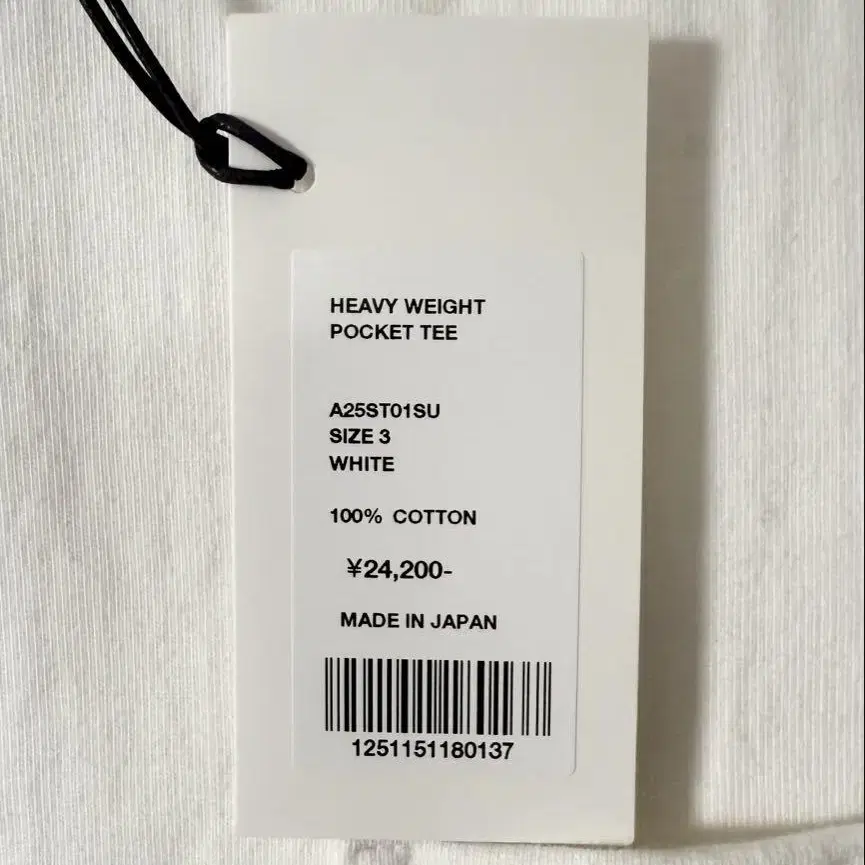 HEAVY WEIGHT
POCKET TEE
A25ST01SU
SIZE 3
WHITE
100% COTTON
¥24,200-
MADE IN JAPAN
1251151180137